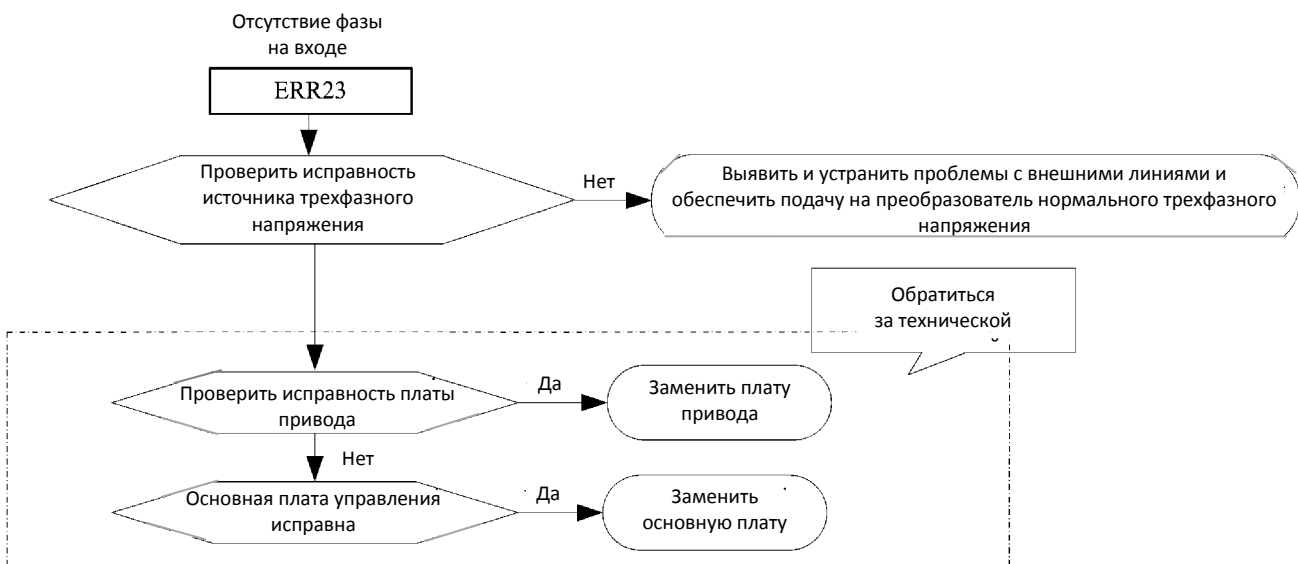 Отсутствие фазы
на входе
ERR23
Проверить исправность
источника трехфазного
напряжения
Нет
Выявить и устранить проблемы с внешними линиями и
обеспечить подачу на преобразователь нормального трехфазного
напряжения
Обратиться
за технической
Проверить исправность платы
привода
Да
Заменить плату
привода
Нет
Основная плата управления
исправна
Да
Заменить
основную плату